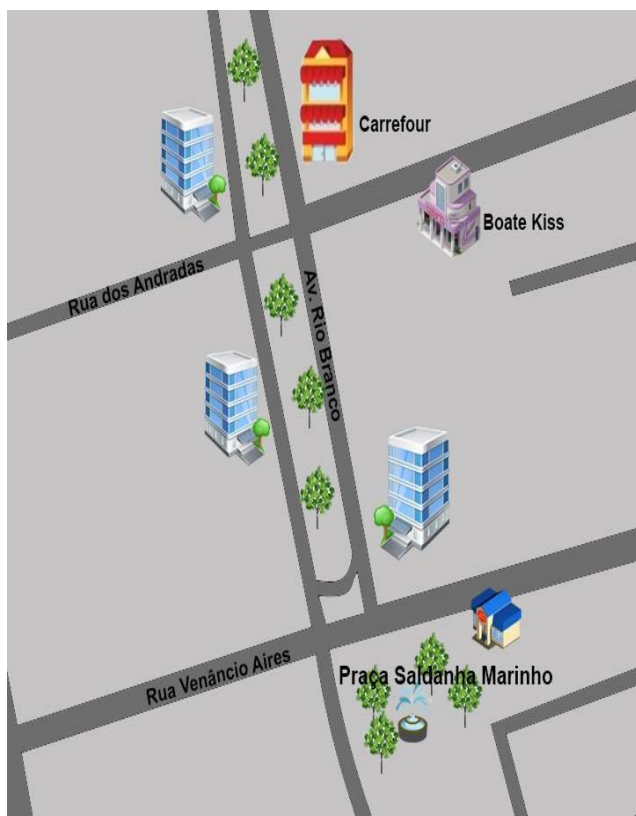 Carrefour
Boate Kiss
Rua dos Andradas
Av. Rio Branco
Rua Venâncio Aires
Praça Saldanha Marinho